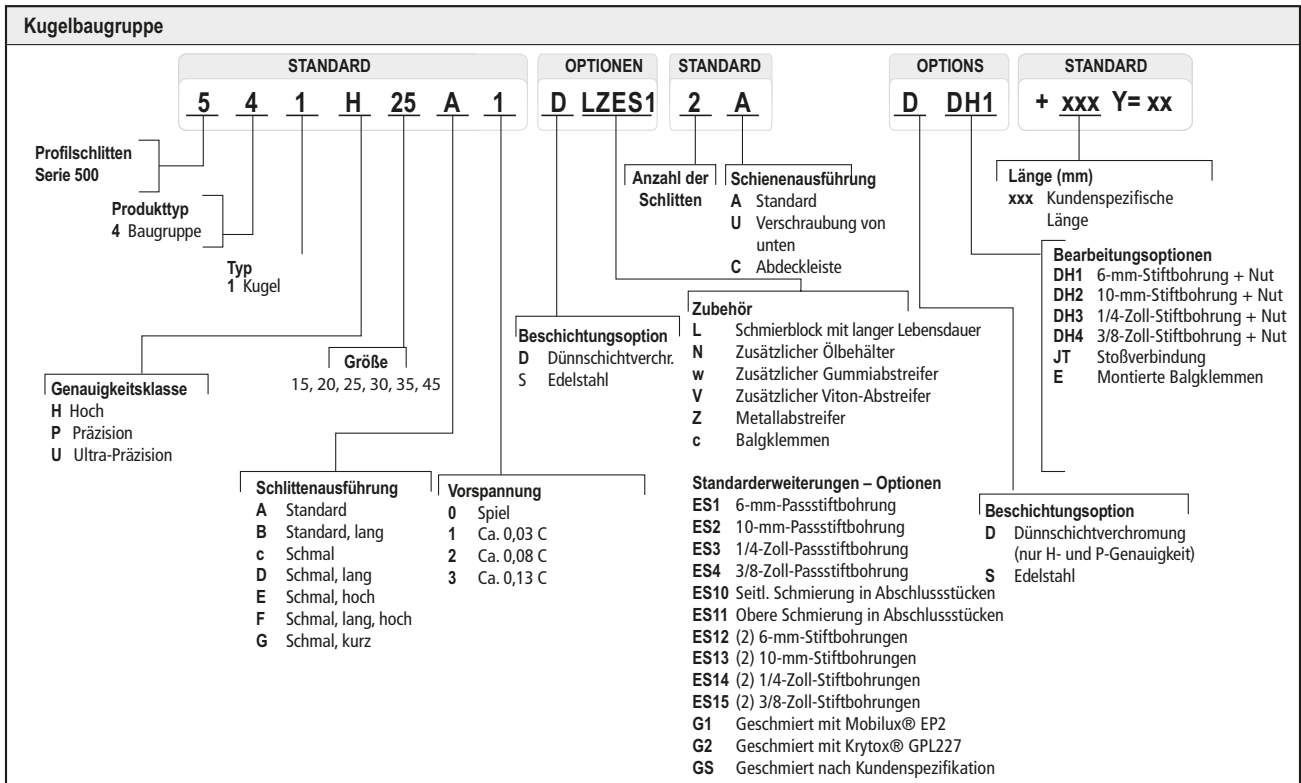 Kugelbaugruppe
STANDARD OPTIONEN STANDARD OPTIONS STANDARD
5 4 1 H 25 A 1 D LZES1 2 A D DH1 + xxx Y= xx
Profilschlitten
Serie 500
Produkttyp
4 Baugruppe
Typ
1 Kugel
Genauigkeitsklasse
H Hoch
P Präzision
U Ultra-Präzision
Größe
15, 20, 25, 30, 35, 45
Schlittenausführung
A Standard
B Standard, lang
c Schmal
D Schmal, lang
E Schmal, hoch
F Schmal, lang, hoch
G Schmal, kurz
Vorspannung
0 Spiel
1 Ca. 0,03 C
2 Ca. 0,08 C
3 Ca. 0,13 C
Beschichtungsoption
D Dünnschichtverchr.
S Edelstahl
Anzahl der
Schlitten
Schienenausführung
A Standard
U Verschraubung von
unten
C Abdeckleiste
Zubehör
L Schmierblock mit langer Lebensdauer
N Zusätzlicher Ölbehälter
w Zusätzlicher Gummiabstreifer
V Zusätzlicher Viton-Abstreifer
Z Metallabstreifer
c Balgklemmen
Standarderweiterungen – Optionen
ES1 6-mm-Passstiftbohrung
ES2 10-mm-Passstiftbohrung
ES3 1/4-Zoll-Passstiftbohrung
ES4 3/8-Zoll-Passstiftbohrung
ES10 Seitl. Schmierung in Abschlussstücken
ES11 Obere Schmierung in Abschlussstücken
ES12 (2) 6-mm-Stiftbohrungen
ES13 (2) 10-mm-Stiftbohrungen
ES14 (2) 1/4-Zoll-Stiftbohrungen
ES15 (2) 3/8-Zoll-Stiftbohrungen
G1 Geschmiert mit Mobilux® EP2
G2 Geschmiert mit Krytox® GPL227
GS Geschmiert nach Kundenspezifikation
Länge (mm)
xxx Kundenspezifische
Länge
Bearbeitungsoptionen
DH1 6-mm-Stiftbohrung + Nut
DH2 10-mm-Stiftbohrung + Nut
DH3 1/4-Zoll-Stiftbohrung + Nut
DH4 3/8-Zoll-Stiftbohrung + Nut
JT Stoßverbindung
E Montierte Balgklemmen
Beschichtungsoption
D Dünnschichtverchromung
(nur H- und P-Genauigkeit)
S Edelstahl